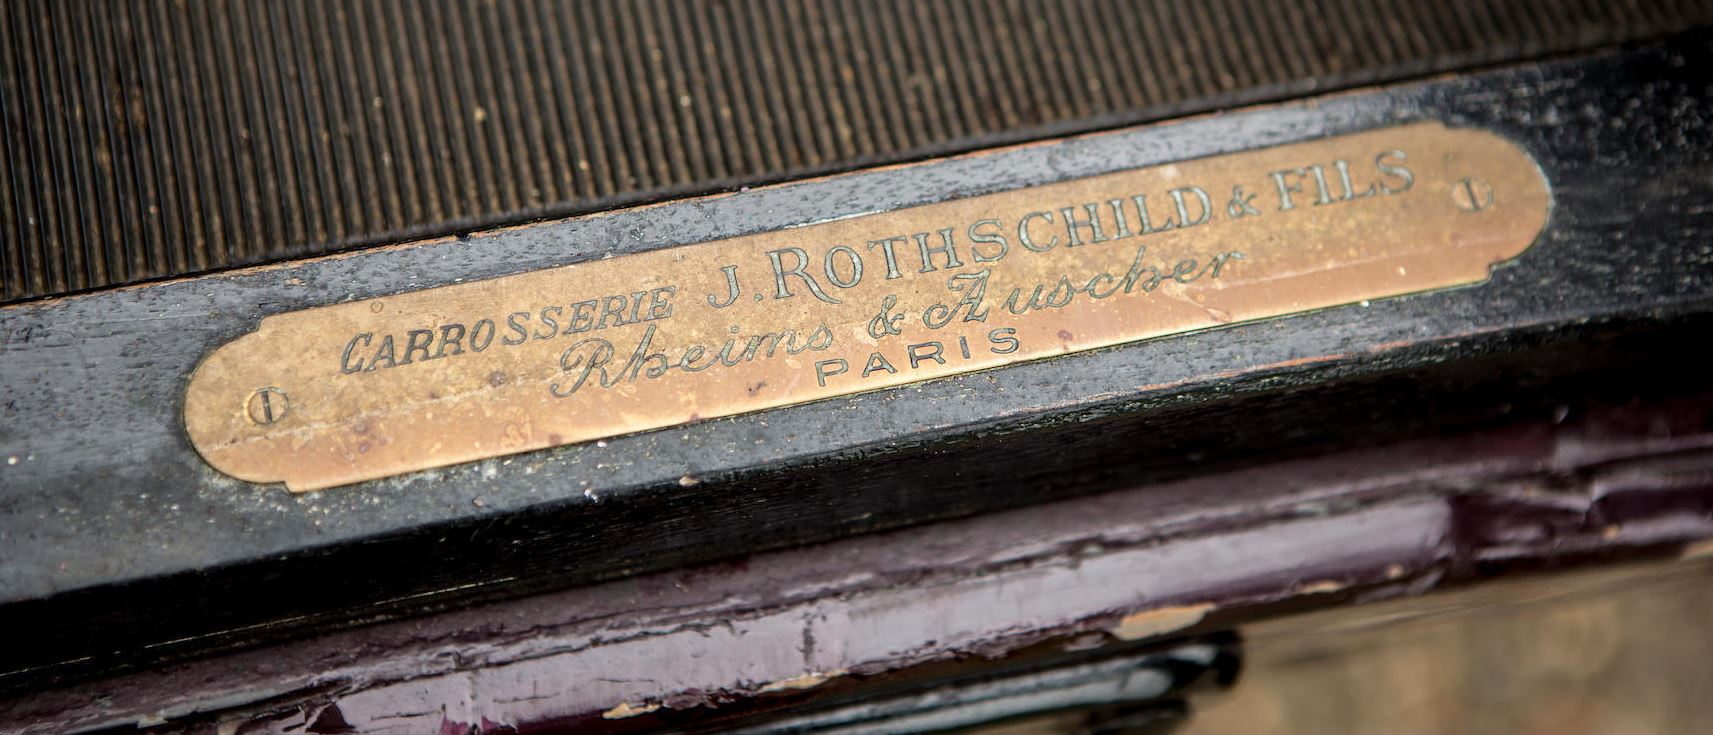 CARROSSERIE J. ROTHSCHILD & FILS
Rheims & Auscher
PARIS